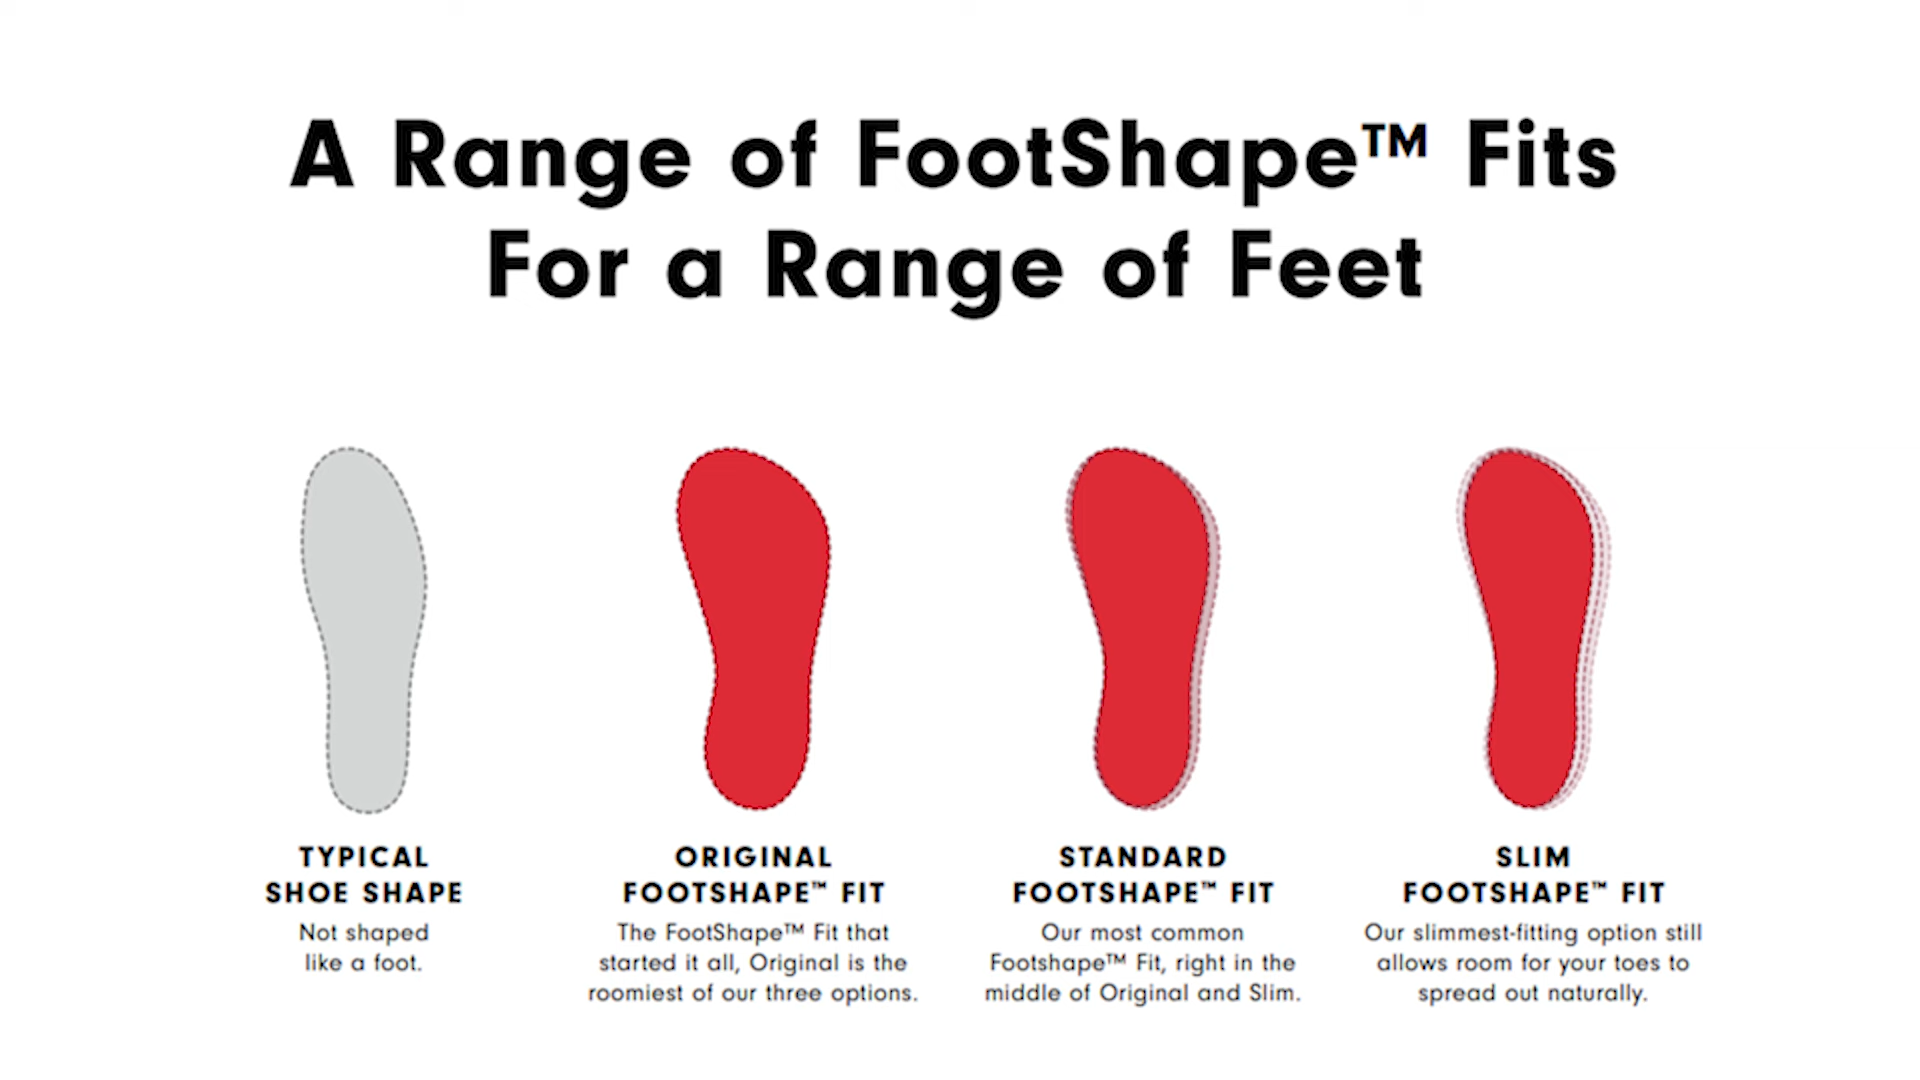 A Range of FootShape™ Fits
For a Range of Feet
TYPICAL
SHOE SHAPE
Not shaped
like a foot.
ORIGINAL
FOOTSHAPE™ FIT
The FootShape™ Fit that
started it all, Original is the
roomiest of our three options.
STANDARD
FOOTSHAPE™ FIT
Our most common
Footshape™ Fit, right in the
middle of Original and Slim.
SLIM
FOOTSHAPE™ FIT
Our slimmest-fitting option still
allows room for your toes to
spread out naturally.